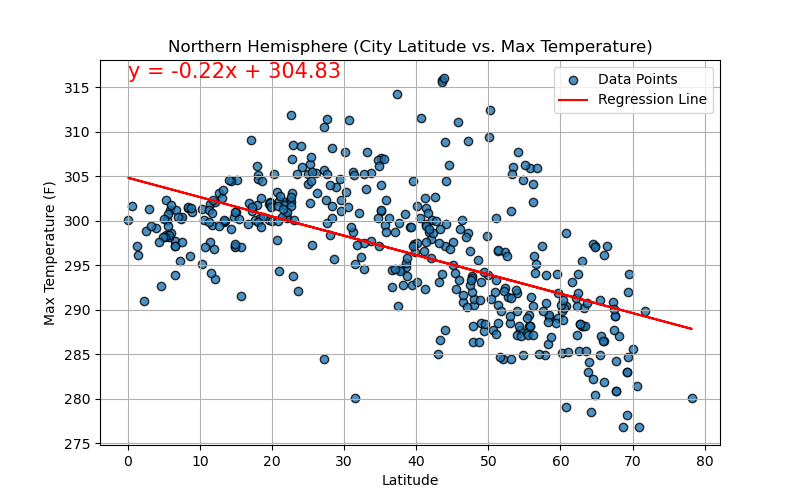 Northern Hemisphere (City Latitude vs. Max Temperature)
y = -0.22x + 304.83
Data Points
Regression Line
Max Temperature (F)
315
310
305
300
295
290
285
280
275
0 10 20 30 40 50 60 70 80
Latitude